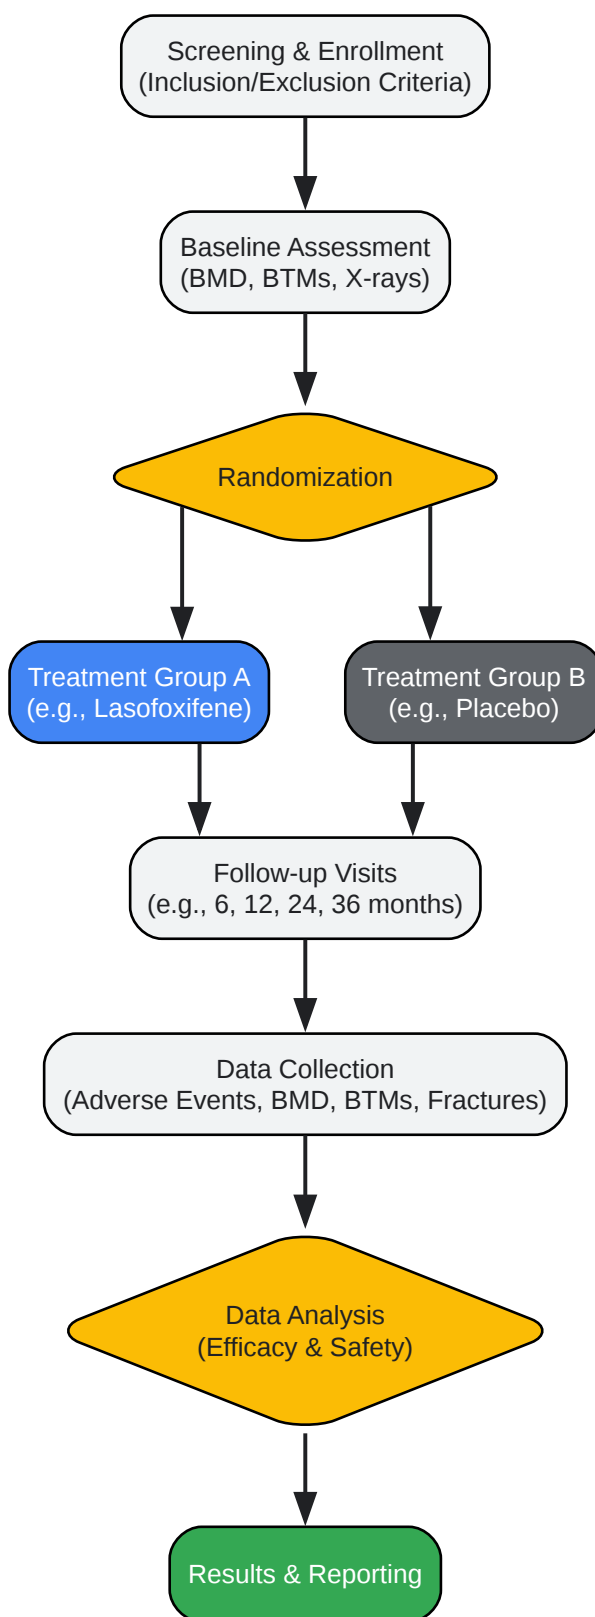 Screening & Enrollment
(Inclusion/Exclusion Criteria)
Baseline Assessment
(BMD, BTMs, X-rays)
Randomization
Treatment Group A
(e.g., Lasofoxifene)
Treatment Group B
(e.g., Placebo)
Follow-up Visits
(e.g., 6, 12, 24, 36 months)
Data Collection
(Adverse Events, BMD, BTMs, Fractures)
Data Analysis
(Efficacy & Safety)
Results & Reporting